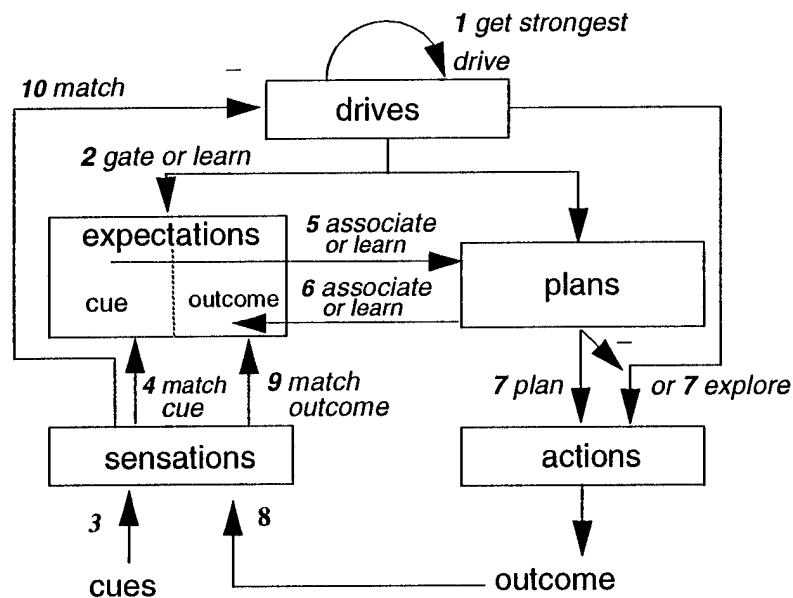 1 get strongest
drive
–
10 match
drives
2 gate or learn
expectations
5 associate
or learn
cue
outcome
6 associate
or learn
plans
–
4 match
cue
9 match
outcome
7 plan
or 7 explore
sensations
actions
3
8
cues
outcome